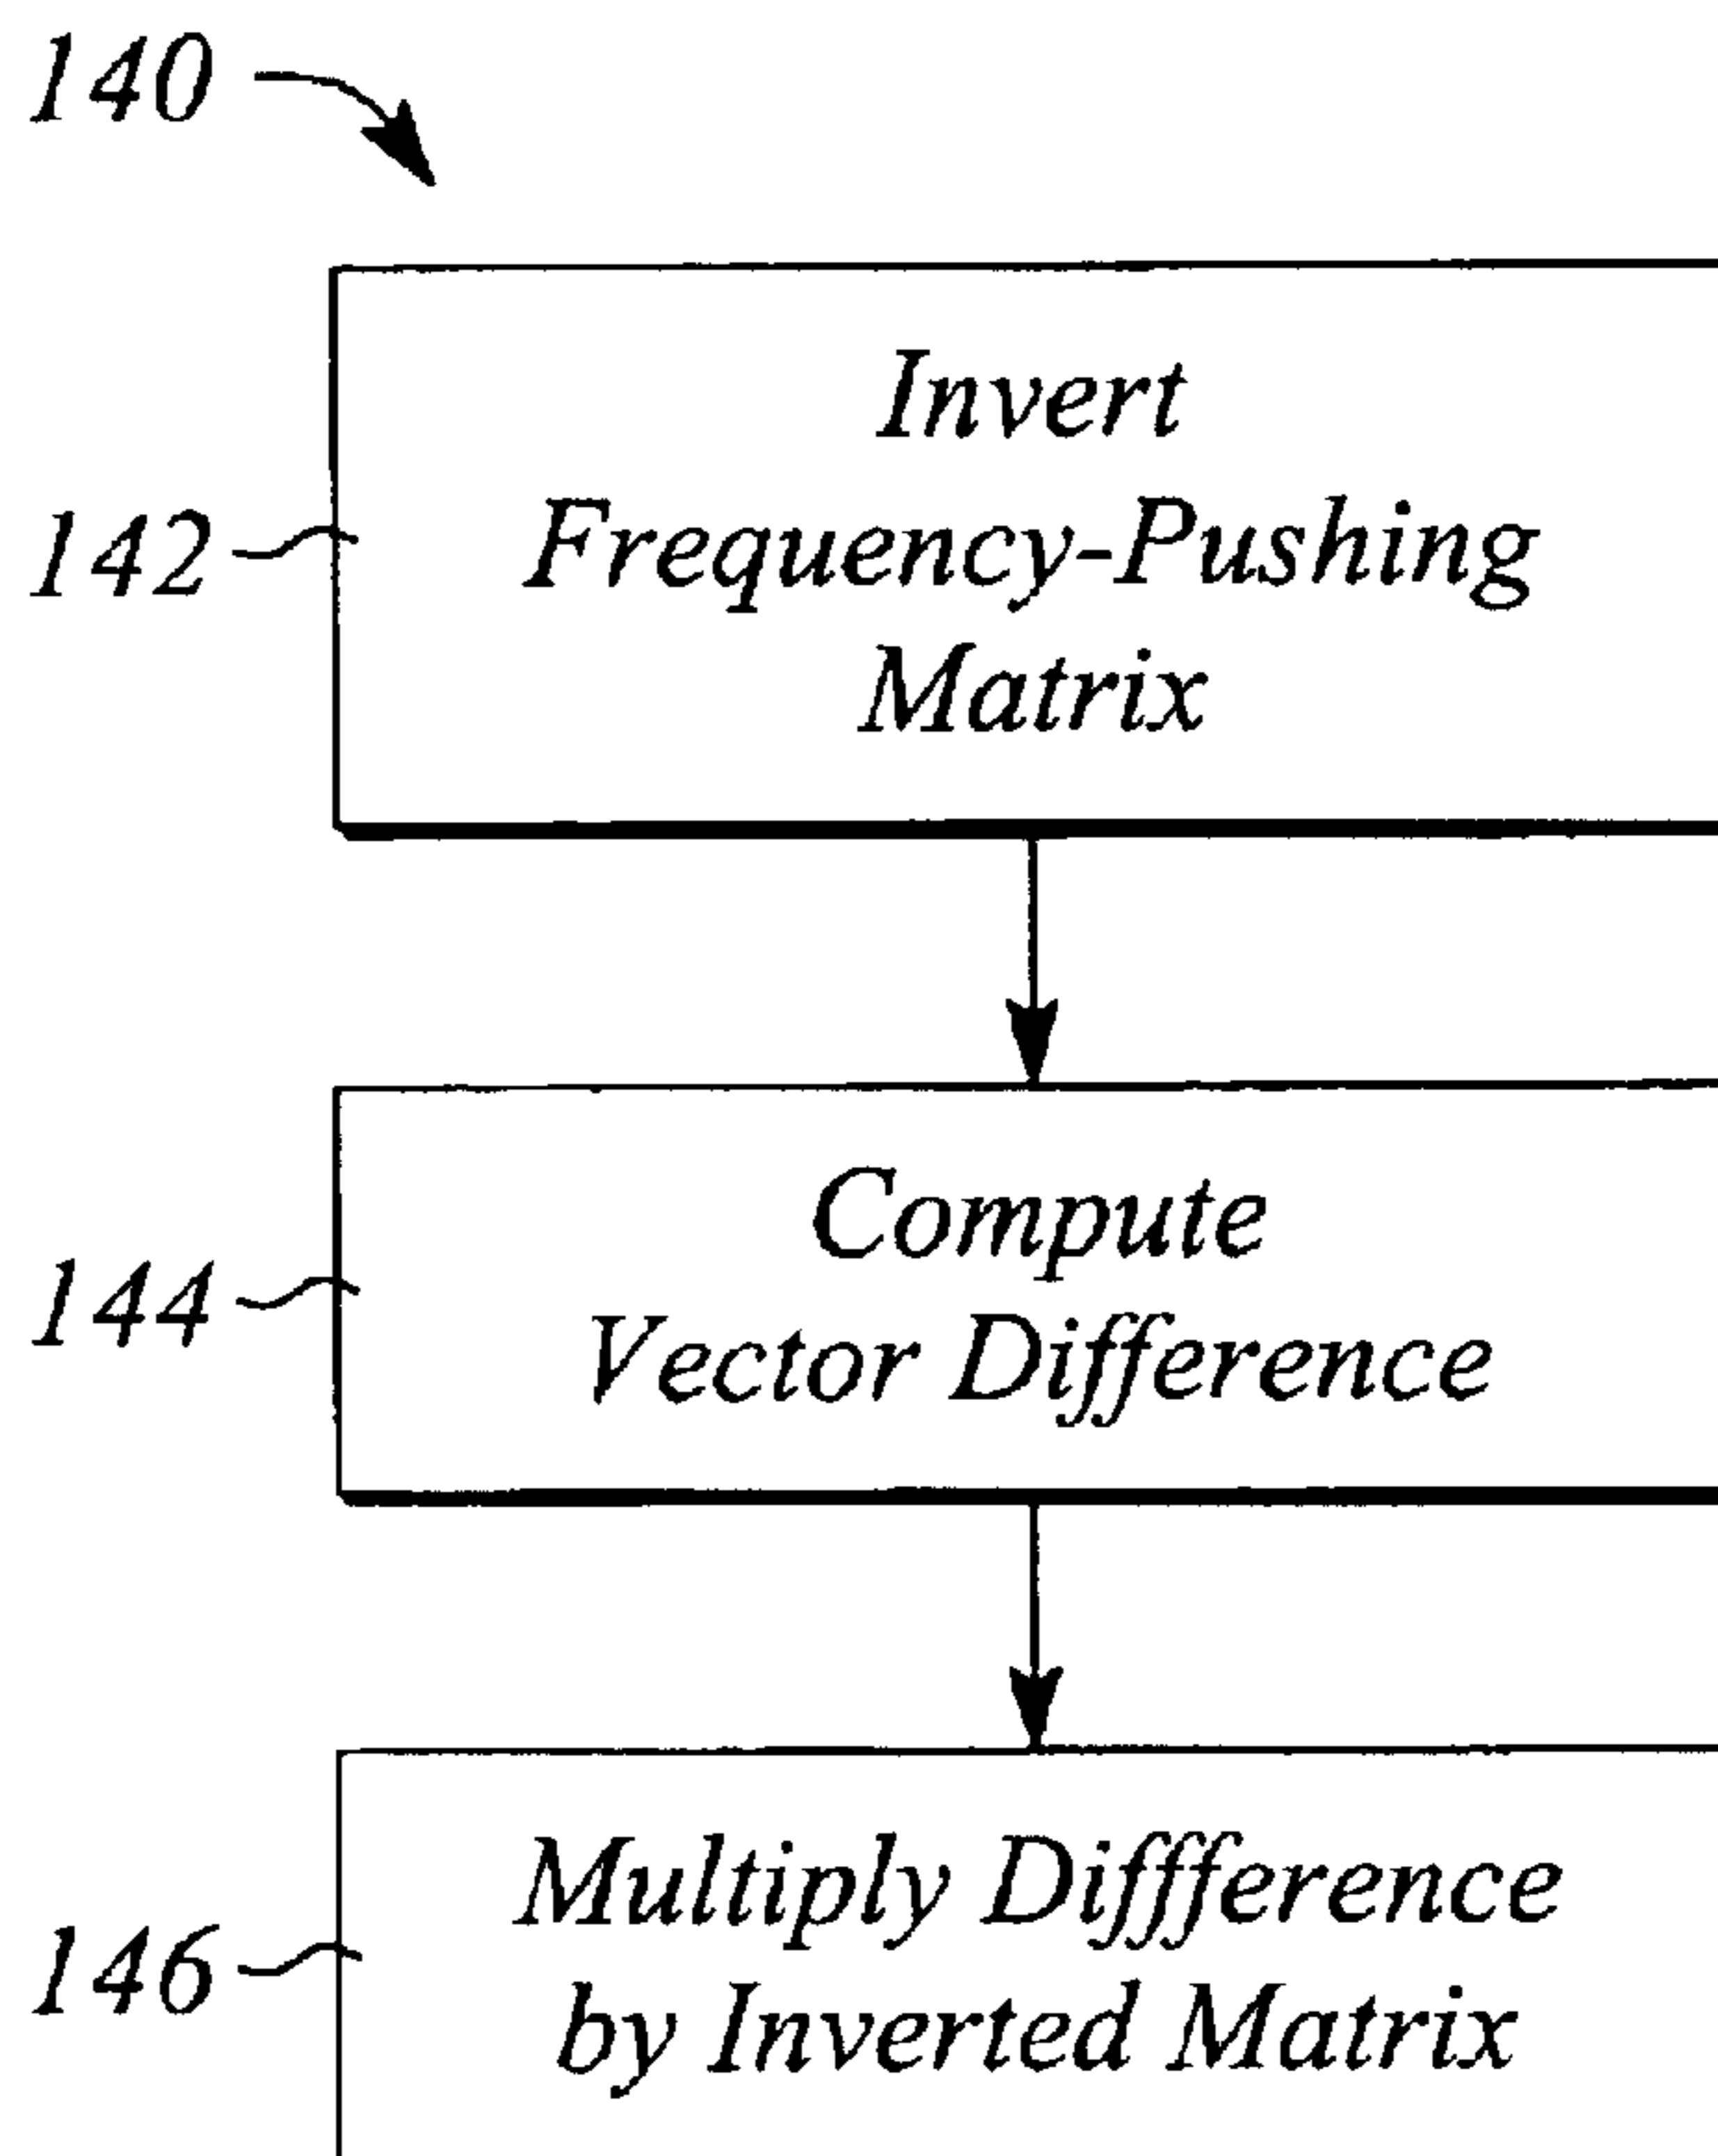 140
Invert
142 Frequency-Pushing
Matrix
Compute
144 Vector Difference
Multiply Diffference
146 by Inverted Matrix